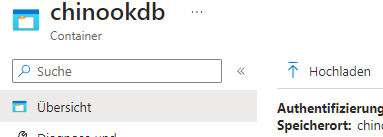 chinookdb
Container
Suche
Hochladen
Übersicht
Authentifizierung
Speicherort: chino